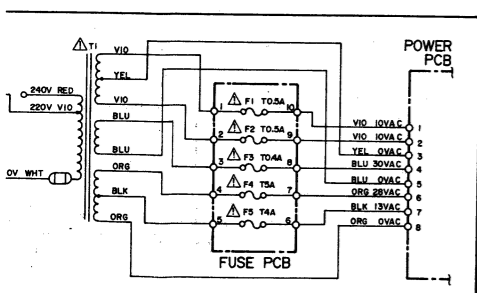 ⚠ T1
VIO
YEL
VIO
BLU
BLU
ORG
BLK
ORG
240V RED
220V VIO
0V WHT
⚠ F1 T0.5A
1 10
⚠ F2 T0.5A
2 9
⚠ F3 T0.4A
3 8
⚠ F4 T5A
4 7
⚠ F5 T4A
5 6
FUSE PCB
POWER
PCB
VIO 10VAC 1
VIO 10VAC 2
YEL 0VAC 3
BLU 30VAC 4
BLU 0VAC 5
ORG 28VAC 6
BLK 13VAC 7
ORG 0VAC 8